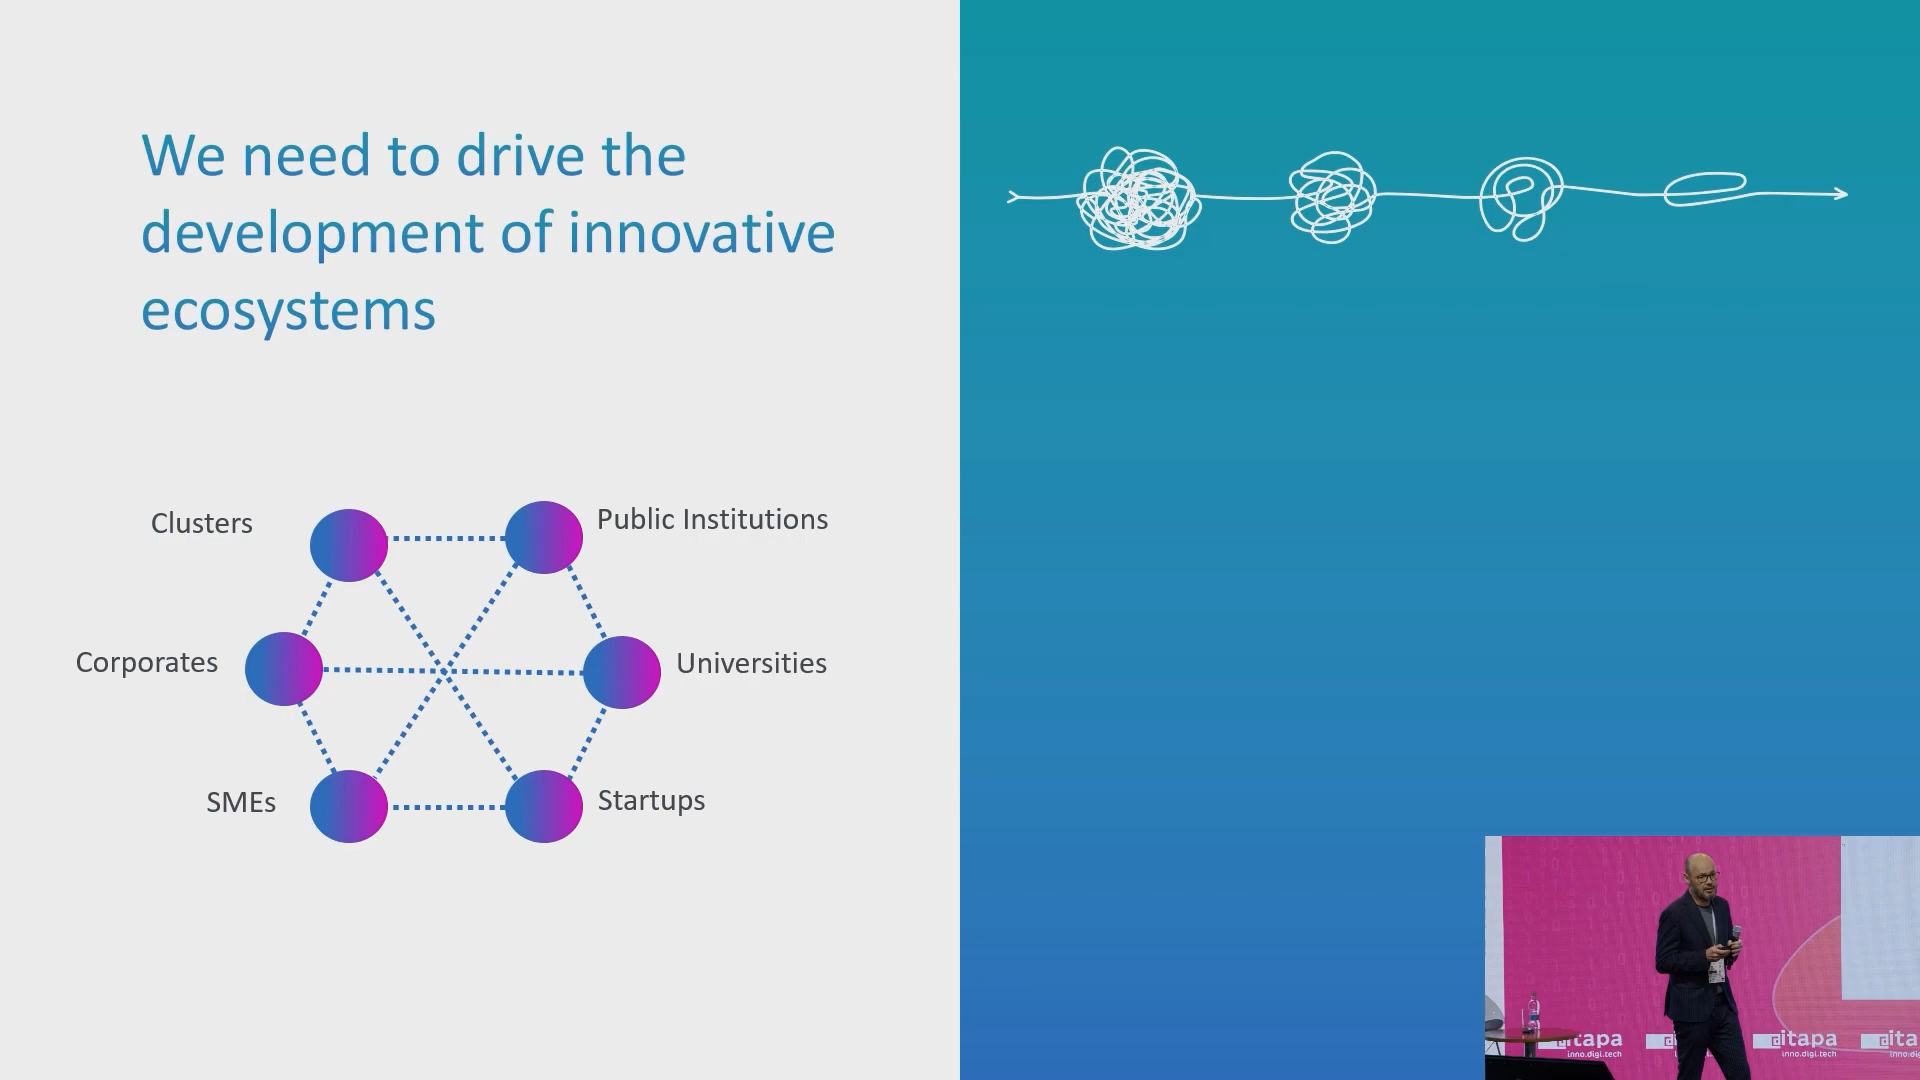 We need to drive the
development of innovative
ecosystems
Clusters
Public Institutions
Corporates
Universities
SMEs
Startups
itapa
inno.digi.tech
itapa
inno.digi.tech